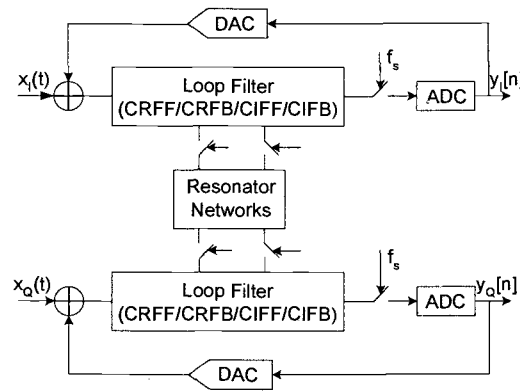 DAC
x_I(t)
Loop Filter
(CRFF/CRFB/CIFF/CIFB)
f_s
ADC
y_I[n]
Resonator
Networks
x_Q(t)
Loop Filter
(CRFF/CRFB/CIFF/CIFB)
f_s
ADC
y_Q[n]
DAC